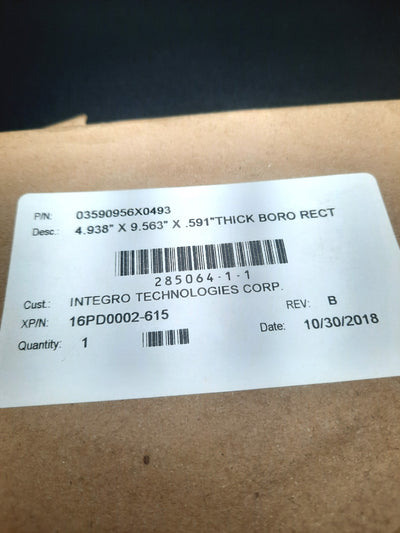 P/N: 03590956X0493
Desc.: 4.938" X 9.563" X .591"THICK BORO RECT
285064-1-1
Cust.: INTEGRO TECHNOLOGIES CORP.
XP/N: 16PD0002-615 REV: B
Quantity: 1 Date: 10/30/2018